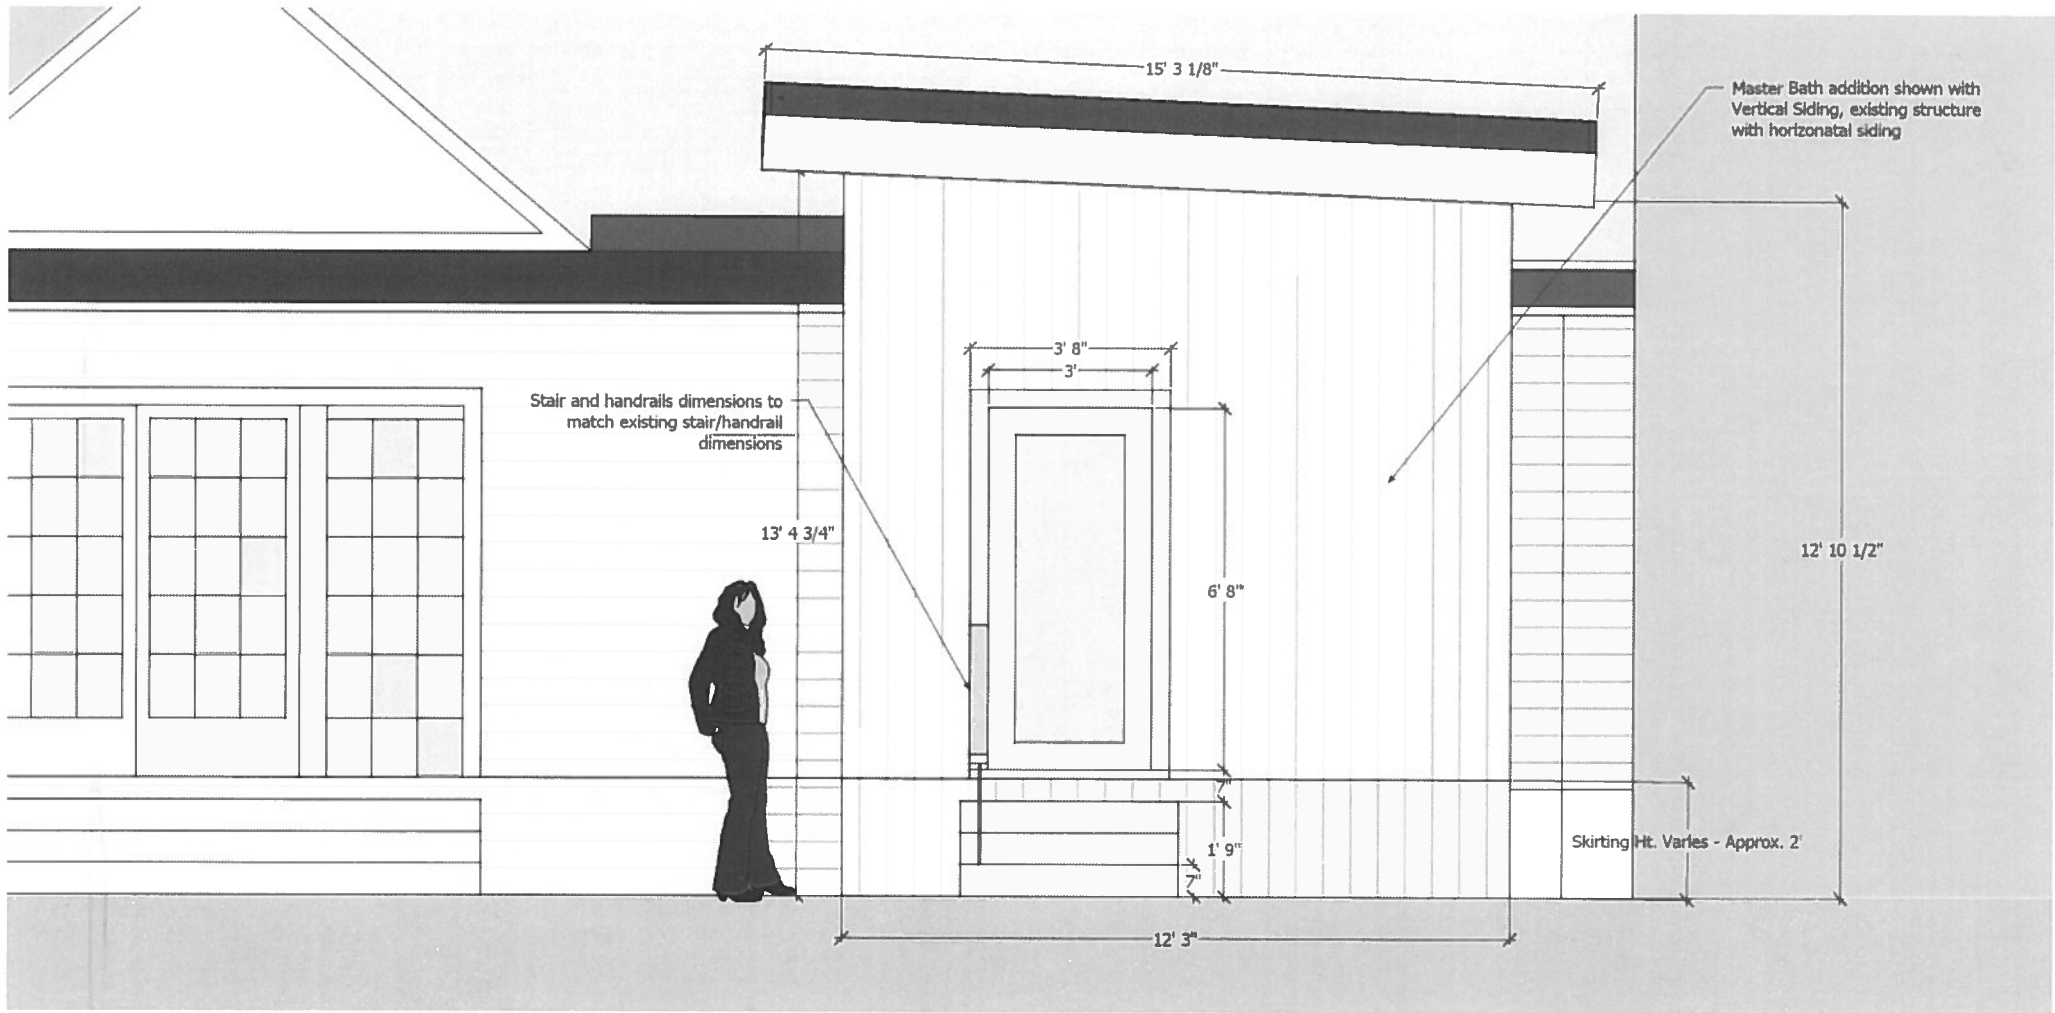 15' 3 1/8"
Master Bath addition shown with
Vertical Siding, existing structure
with horizonatal siding
3' 8"
3'
Stair and handrails dimensions to
match existing stair/handrail
dimensions
13' 4 3/4"
12' 10 1/2"
6' 8"
7"
Skirting Ht. Varies - Approx. 2'
1' 9"
7"
12' 3"